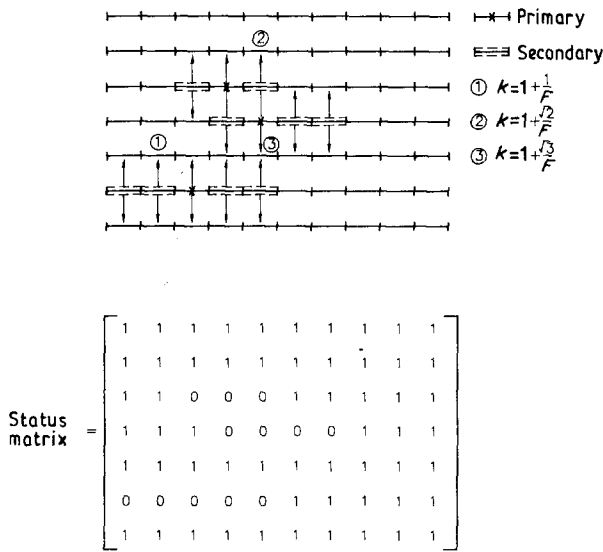 Primary
②
Secondary
① k=1+1/F
② k=1+√2/F
① ③
③ k=1+√3/F
1 1 1 1 1 1 1 1 1 1
1 1 1 1 1 1 1 1 1 1
1 1 0 0 0 1 1 1 1 1
Status matrix = 1 1 1 0 0 0 0 1 1 1
1 1 1 1 1 1 1 1 1 1
0 0 0 0 0 1 1 1 1 1
1 1 1 1 1 1 1 1 1 1